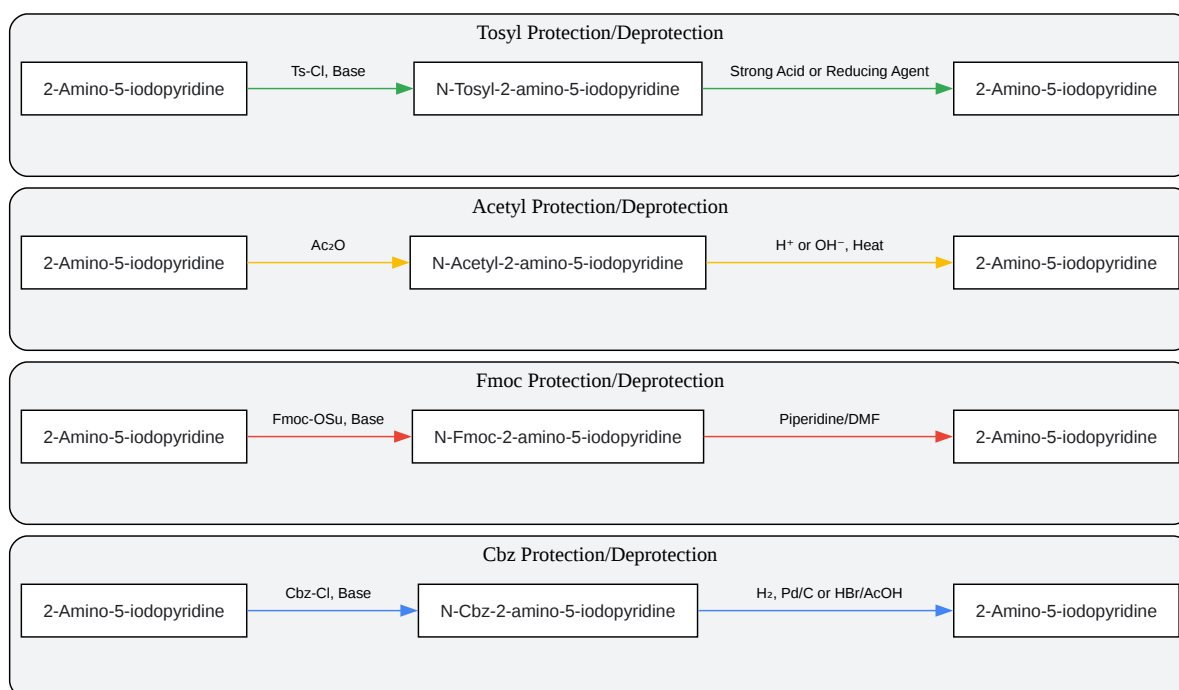 Tosyl Protection/Deprotection
2-Amino-5-iodopyridine
Ts-Cl, Base
N-Tosyl-2-amino-5-iodopyridine
Strong Acid or Reducing Agent
2-Amino-5-iodopyridine
Acetyl Protection/Deprotection
2-Amino-5-iodopyridine
Ac₂O
N-Acetyl-2-amino-5-iodopyridine
H⁺ or OH⁻, Heat
2-Amino-5-iodopyridine
Fmoc Protection/Deprotection
2-Amino-5-iodopyridine
Fmoc-OSu, Base
N-Fmoc-2-amino-5-iodopyridine
Piperidine/DMF
2-Amino-5-iodopyridine
Cbz Protection/Deprotection
2-Amino-5-iodopyridine
Cbz-Cl, Base
N-Cbz-2-amino-5-iodopyridine
H₂, Pd/C or HBr/AcOH
2-Amino-5-iodopyridine